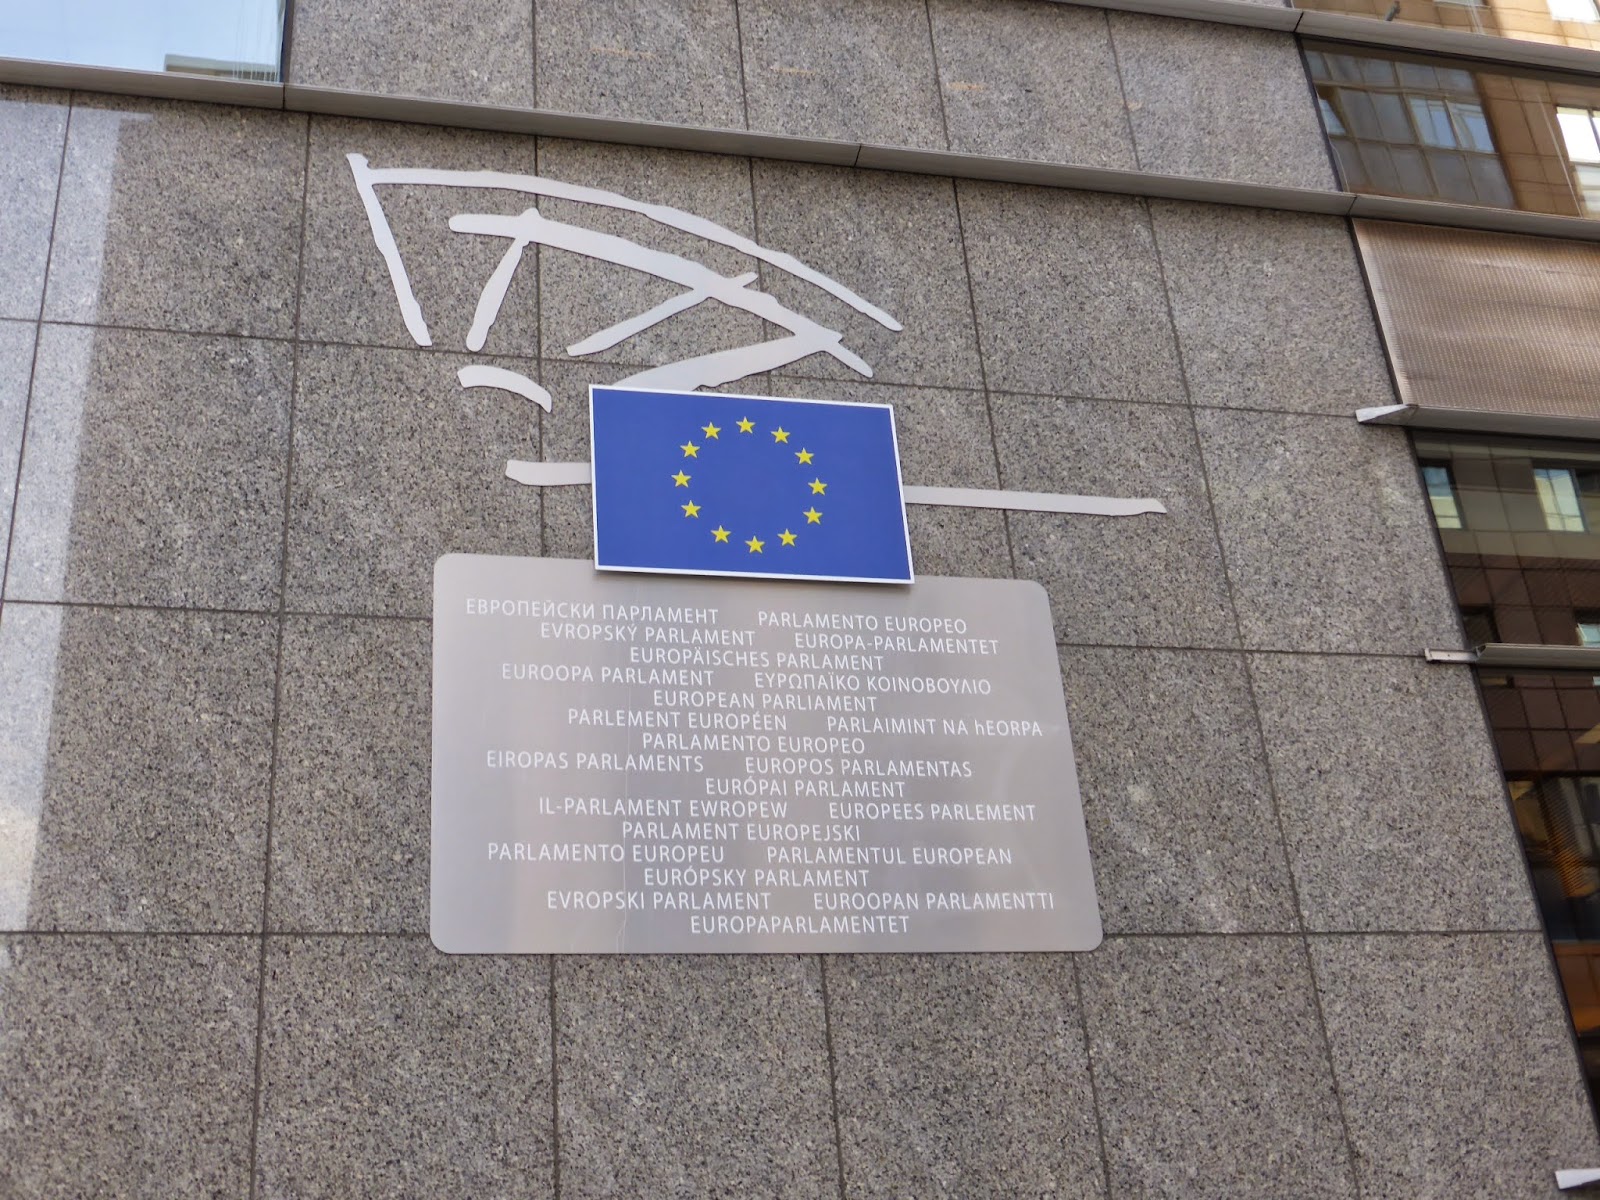 ЕВРОПЕЙСКИ ПАРЛАМЕНТ PARLAMENTO EUROPEO
EVROPSKÝ PARLAMENT EUROPA-PARLAMENTET
EUROPÄISCHES PARLAMENT
EUROOPA PARLAMENT ΕΥΡΩΠΑΪΚΟ ΚΟΙΝΟΒΟΥΛΙΟ
EUROPEAN PARLIAMENT
PARLEMENT EUROPÉEN PARLAIMINT NA hEORPA
PARLAMENTO EUROPEO
EIROPAS PARLAMENTS EUROPOS PARLAMENTAS
EURÓPAI PARLAMENT
IL-PARLAMENT EWROPEW EUROPEES PARLEMENT
PARLAMENT EUROPEJSKI
PARLAMENTO EUROPEU PARLAMENTUL EUROPEAN
EURÓPSKY PARLAMENT
EVROPSKI PARLAMENT EUROOPAN PARLAMENTTI
EUROPAPARLAMENTET